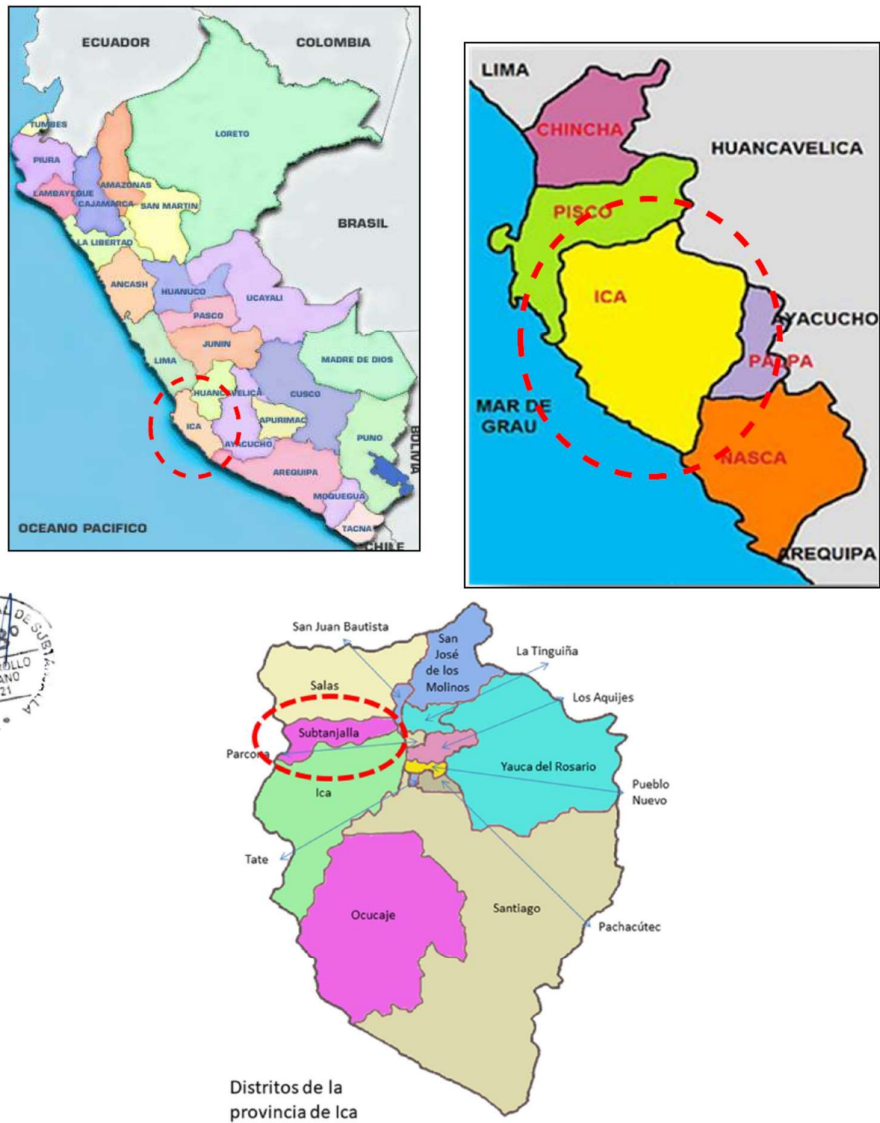 ECUADOR
COLOMBIA
TUMBES
LORETO
PIURA
AMAZONAS
LAMBAYEQUE
CAJAMARCA
SAN MARTIN
BRASIL
LA LIBERTAD
ANCASH
HUANUCO
UCAYALI
PASCO
JUNIN
LIMA
MADRE DE DIOS
HUANCAVELICA
CUSCO
ICA
APURIMAC
AYACUCHO
PUNO
BOLIVIA
AREQUIPA
MOQUEGUA
OCEANO PACIFICO
TACNA
CHILE
LIMA
CHINCHA
HUANCAVELICA
PISCO
ICA
AYACUCHO
PALPA
MAR DE
GRAU
NASCA
AREQUIPA
San Juan Bautista
San
José
de los
Molinos
La Tinguiña
Salas
Los Aquijes
Subtanjalla
Parcona
Yauca del Rosario
Ica
Pueblo
Nuevo
Tate
Ocucaje
Santiago
Pachacútec
Distritos de la
provincia de Ica